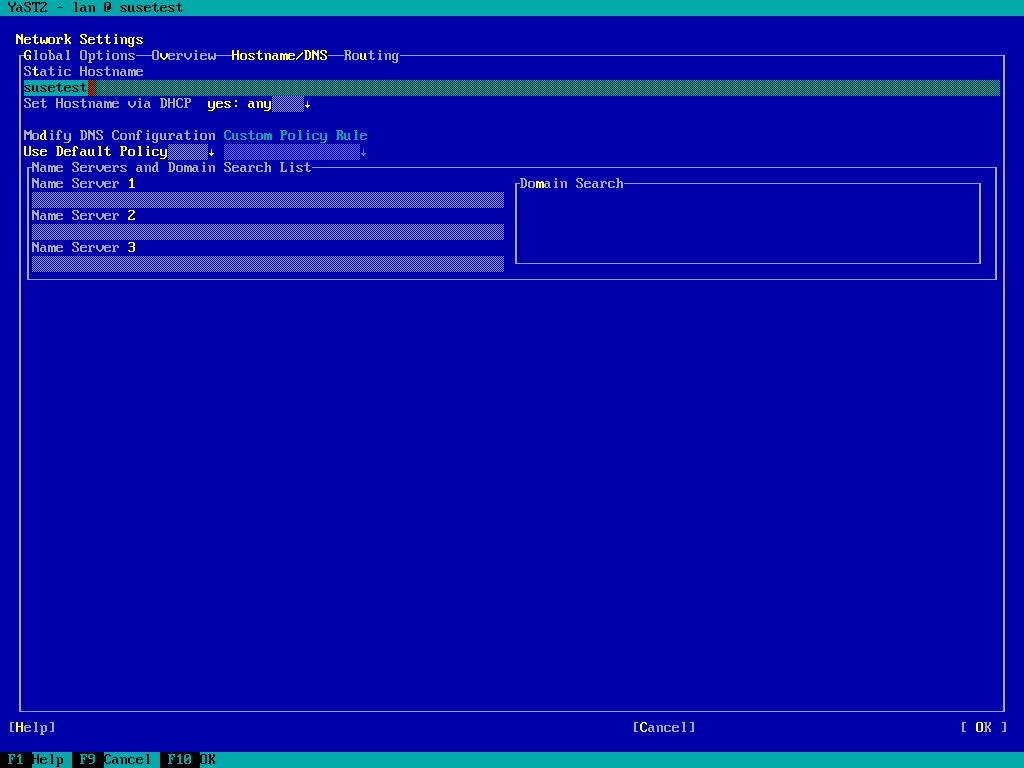 YaST2 - lan @ susetest
Network Settings
Global Options—Overview—Hostname/DNS—Routing
Static Hostname
susetest
Set Hostname via DHCP  yes: any ↓
Modify DNS Configuration Custom Policy Rule
Use Default Policy ↓ ↓
Name Servers and Domain Search List
Name Server 1
Domain Search
Name Server 2
Name Server 3
[Help] [Cancel] [ OK ]
F1 Help F9 Cancel F10 OK